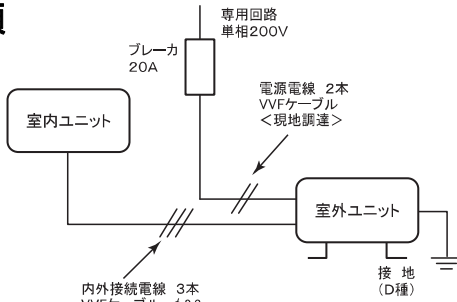 専用回路
単相200V
ブレーカ
20A
電源電線 2本
VVFケーブル
<現地調達>
室内ユニット
室外ユニット
接 地
(D種)
内外接続電線 3本